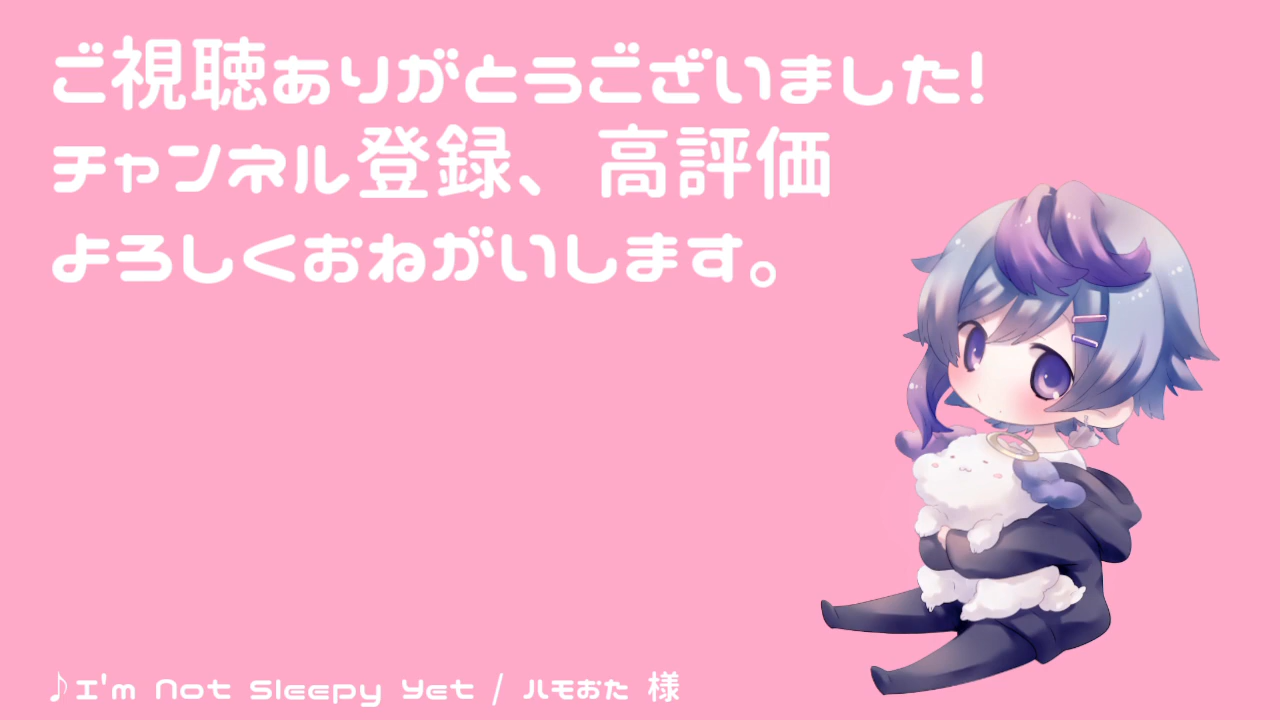 ご視聴ありがとうございました!
チャンネル登録、高評価
よろしくおねがいします。
♪I'm Not Sleepy Yet / ハモおた 様